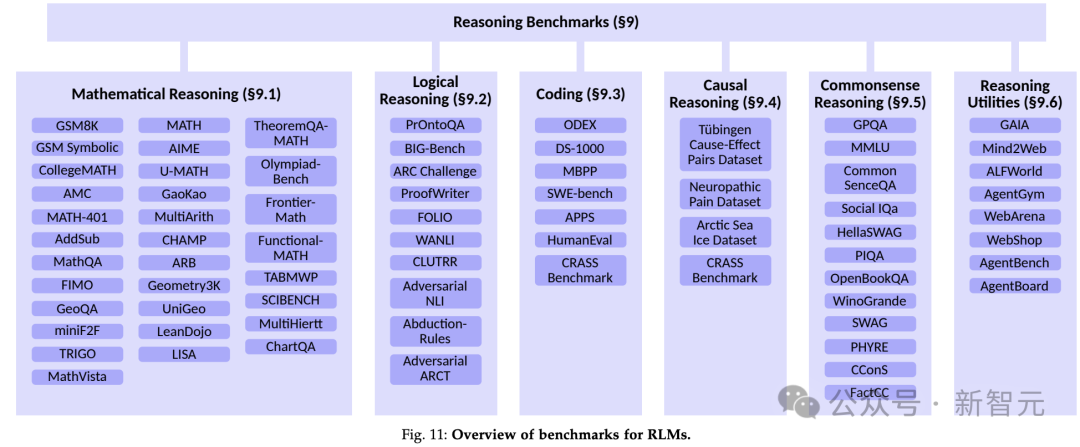 Reasoning Benchmarks (§9)
Mathematical Reasoning (§9.1)
GSM8K
GSM Symbolic
CollegeMATH
AMC
MATH-401
AddSub
MathQA
FIMO
GeoQA
miniF2F
TRIGO
MathVista
MATH
AIME
U-MATH
GaoKao
MultiArith
CHAMP
ARB
Geometry3K
UniGeo
LeanDojo
LISA
TheoremQA-
MATH
Olympiad-
Bench
Frontier-
Math
Functional-
MATH
TABMWP
SCIBENCH
MultiHiertt
ChartQA
Logical
Reasoning (§9.2)
PrOntoQA
BIG-Bench
ARC Challenge
ProofWriter
FOLIO
WANLI
CLUTRR
Adversarial
NLI
Abduction-
Rules
Adversarial
ARCT
Coding (§9.3)
ODEX
DS-1000
MBPP
SWE-bench
APPS
HumanEval
CRASS
Benchmark
Causal
Reasoning (§9.4)
Tübingen
Cause-Effect
Pairs Dataset
Neuropathic
Pain Dataset
Arctic Sea
Ice Dataset
CRASS
Benchmark
Commonsense
Reasoning (§9.5)
GPQA
MMLU
Common
SenceQA
Social IQa
HellaSWAG
PIQA
OpenBookQA
WinoGrande
SWAG
PHYRE
CConS
FactCC
Reasoning
Utilities (§9.6)
GAIA
Mind2Web
ALFWorld
AgentGym
WebArena
WebShop
AgentBench
AgentBoard
公众号 · 新智元
Fig. 11: Overview of benchmarks for RLMs.